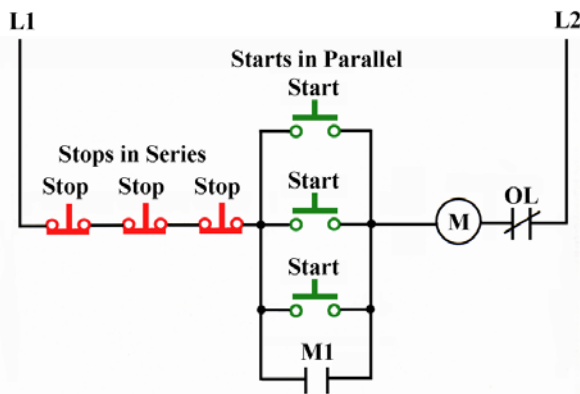 L1
L2
Starts in Parallel
Start
Stops in Series
Stop Stop Stop
Start
M
OL
Start
M1